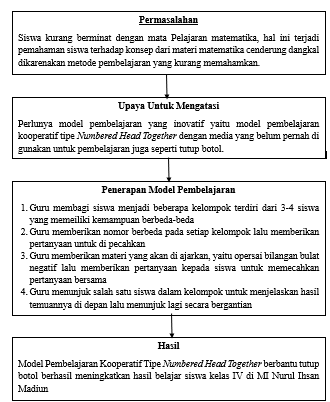 Permasalahan
Siswa kurang berminat dengan mata Pelajaran matematika, hal ini terjadi
pemahaman siswa terhadap konsep dari materi matematika cenderung dangkal
dikarenakan metode pembelajaran yang kurang memahamkan.
Upaya Untuk Mengatasi
Perlunya model pembelajaran yang inovatif yaitu model pembelajaran
kooperatif tipe Numbered Head Together dengan media yang belum pernah di
gunakan untuk pembelajaran juga seperti tutup botol.
Penerapan Model Pembelajaran
1. Guru membagi siswa menjadi beberapa kelompok terdiri dari 3-4 siswa
yang memeiliki kemampuan berbeda-beda
2. Guru memberikan nomor berbeda pada setiap kelompok lalu memberikan
pertanyaan untuk di pecahkan
3. Guru memberikan materi yang akan di ajarkan, yaitu opersai bilangan bulat
negatif lalu memberikan pertanyaan kepada siswa untuk memecahkan
pertanyaan bersama
4. Guru menunjuk salah satu siswa dalam kelompok untuk menjelaskan hasil
temuannya di depan lalu menunjuk lagi secara bergantian
Hasil
Model Pembelajaran Kooperatif Tipe Numbered Head Together berbantu tutup
botol berhasil meningkatkan hasil belajar siswa kelas IV di MI Nurul Ihsan
Madiun